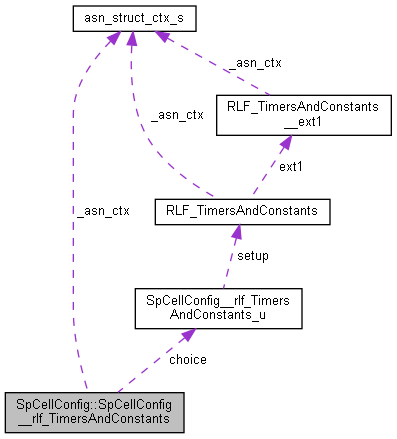 asn_struct_ctx_s
_asn_ctx
RLF_TimersAndConstants
__ext1
_asn_ctx
ext1
_asn_ctx
RLF_TimersAndConstants
setup
SpCellConfig__rlf_Timers
AndConstants_u
choice
SpCellConfig::SpCellConfig
__rlf_TimersAndConstants